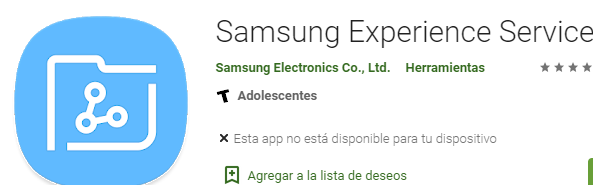 Samsung Experience Service
Samsung Electronics Co., Ltd. Herramientas
Adolescentes
Esta app no está disponible para tu dispositivo
Agregar a la lista de deseos